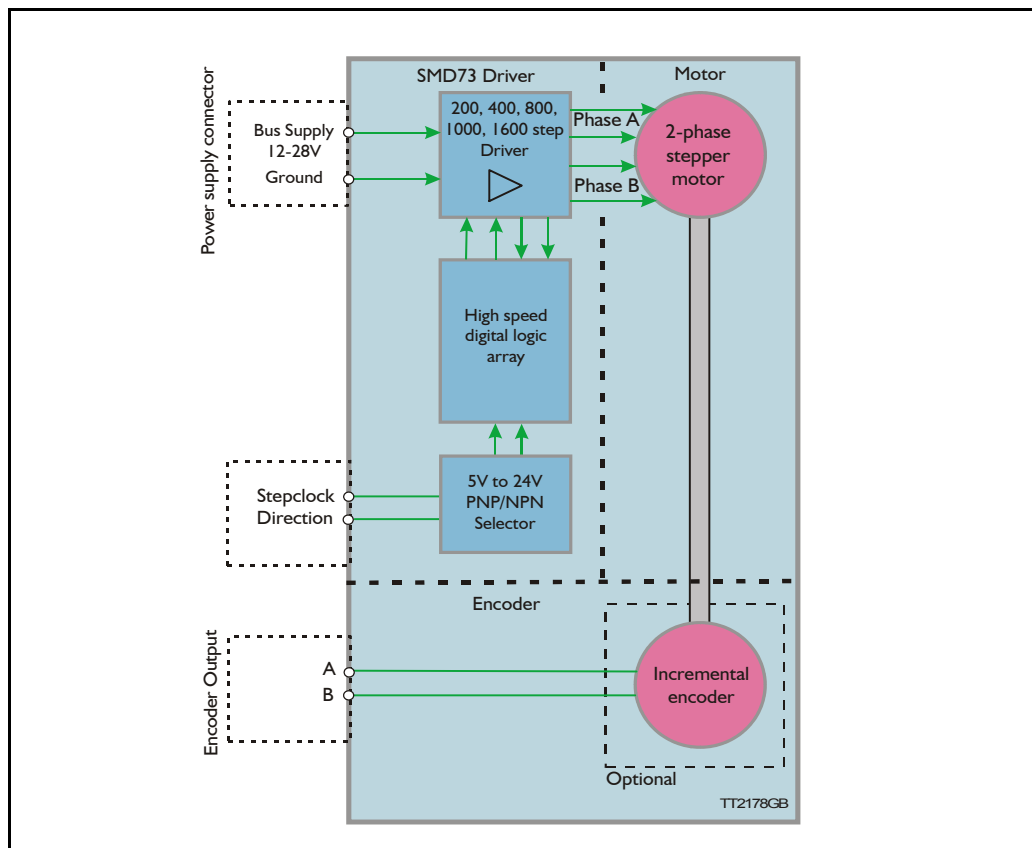 SMD73 Driver
Motor
Power supply connector
Bus Supply
12-28V
Ground
200, 400, 800,
1000, 1600 step
Driver
Phase A
Phase B
2-phase
stepper
motor
High speed
digital logic
array
Stepclock
Direction
5V to 24V
PNP/NPN
Selector
Encoder
Encoder Output
A
B
Incremental
encoder
Optional
TT2178GB